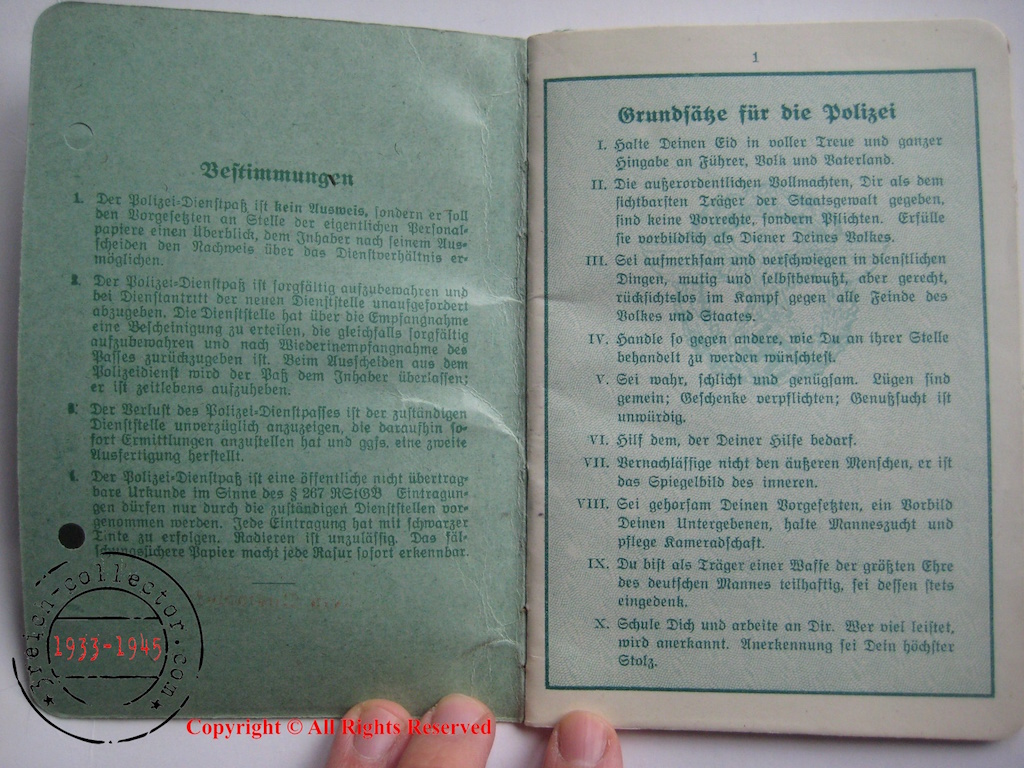 Bestimmungen
1. Der Polizei-Dienstpaß ist kein Ausweis, sondern er soll
den Vorgesetzten an Stelle der eigentlichen Personal-
papiere einen Überblick, dem Inhaber nach seinem Aus-
scheiden den Nachweis über das Dienstverhältnis er-
möglichen.
2. Der Polizei-Dienstpaß ist sorgfältig aufzubewahren und
bei Dienstantritt der neuen Dienststelle unaufgefordert
abzugeben. Die Dienststelle hat über die Empfangnahme
eine Bescheinigung zu erteilen, die gleichfalls sorgfältig
aufzubewahren und nach Wiederinempfangnahme des
Passes zurückzugeben ist. Beim Ausscheiden aus dem
Polizeidienst wird der Paß dem Inhaber überlassen;
er ist zeitlebens aufzuheben.
3. Der Verlust des Polizei-Dienstpasses ist der zuständigen
Dienststelle unverzüglich anzuzeigen, die daraufhin so-
fort Ermittlungen anzustellen hat und ggfs. eine zweite
Ausfertigung herstellt.
4. Der Polizei-Dienstpaß ist eine öffentliche nicht übertrag-
bare Urkunde im Sinne des § 267 RStGB Eintragun-
gen dürfen nur durch die zuständigen Dienststellen vor-
genommen werden. Jede Eintragung hat mit schwarzer
Tinte zu erfolgen. Radieren ist unzulässig. Das fäl-
schungssichere Papier macht jede Rasur sofort erkennbar.
1
Grundsätze für die Polizei
I. Halte Deinen Eid in voller Treue und ganzer
Hingabe an Führer, Volk und Vaterland.
II. Die außerordentlichen Vollmachten, Dir als dem
sichtbarsten Träger der Staatsgewalt gegeben,
sind keine Vorrechte, sondern Pflichten. Erfülle
sie vorbildlich als Diener Deines Volkes.
III. Sei aufmerksam und verschwiegen in dienstlichen
Dingen, mutig und selbstbewußt, aber gerecht,
rücksichtslos im Kampf gegen alle Feinde des
Volkes und Staates.
IV. Handle so gegen andere, wie Du an ihrer Stelle
behandelt zu werden wünschtest.
V. Sei wahr, schlicht und genügsam. Lügen sind
gemein; Geschenke verpflichten; Genußsucht ist
unwürdig.
VI. Hilf dem, der Deiner Hilfe bedarf.
VII. Vernachlässige nicht den äußeren Menschen, er ist
das Spiegelbild des inneren.
VIII. Sei gehorsam Deinen Vorgesetzten, ein Vorbild
Deinen Untergebenen, halte Manneszucht und
pflege Kameradschaft.
IX. Du bist als Träger einer Waffe der größten Ehre
des deutschen Mannes teilhaftig, sei dessen stets
eingedenk.
X. Schule Dich und arbeite an Dir. Wer viel leistet,
wird anerkannt. Anerkennung sei Dein höchster
Stolz.
3reich-collector.com
1933-1945
Copyright © All Rights Reserved